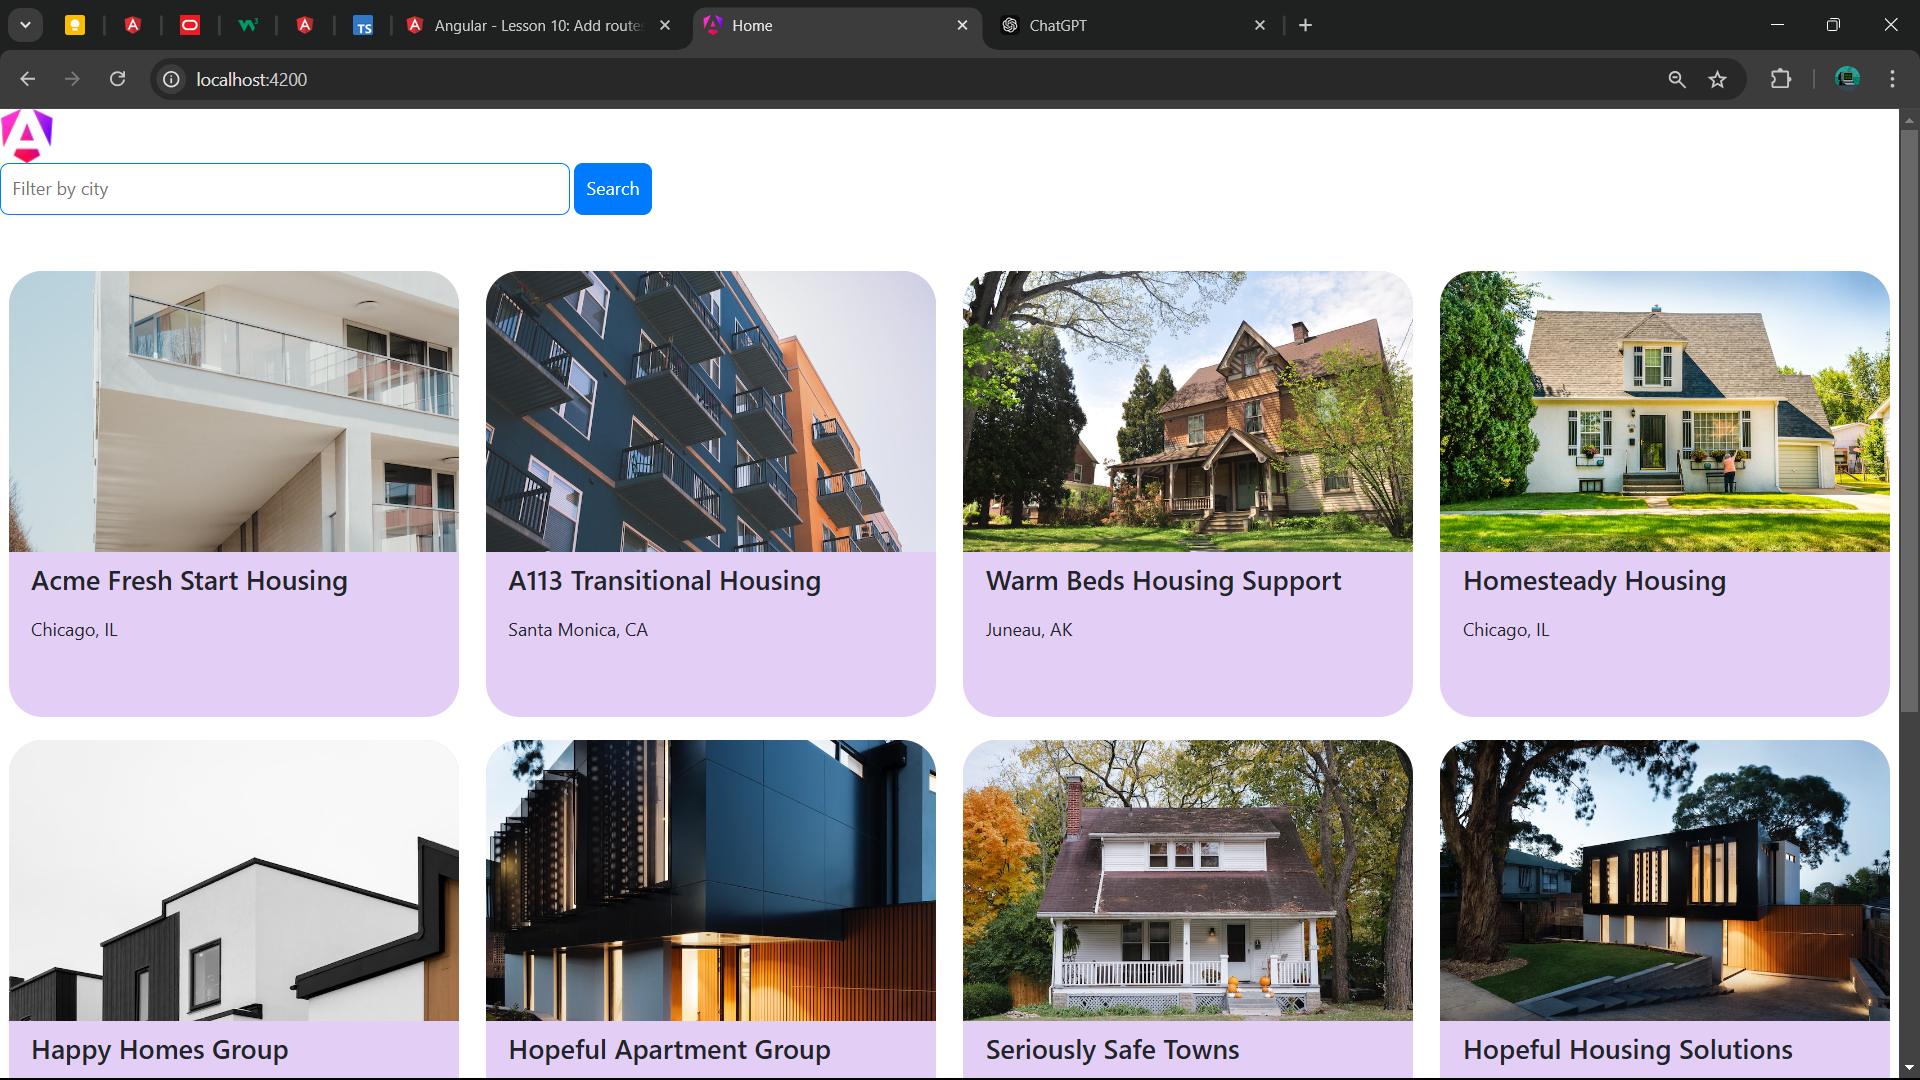 Angular - Lesson 10: Add route
Home
ChatGPT
localhost:4200
Filter by city
Search
Acme Fresh Start Housing
Chicago, IL
A113 Transitional Housing
Santa Monica, CA
Warm Beds Housing Support
Juneau, AK
Homesteady Housing
Chicago, IL
Happy Homes Group
Hopeful Apartment Group
Seriously Safe Towns
Hopeful Housing Solutions